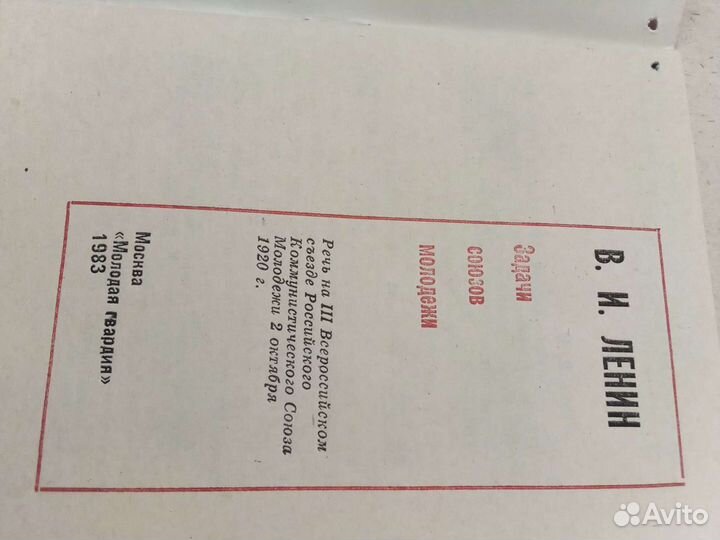 В. И. ЛЕНИН
Задачи
союзов
молодежи
Речь на III Всероссийском
съезде Российского
Коммунистического Союза
Молодежи 2 октября
1920 г.
Москва
«Молодая гвардия»
1983
Avito